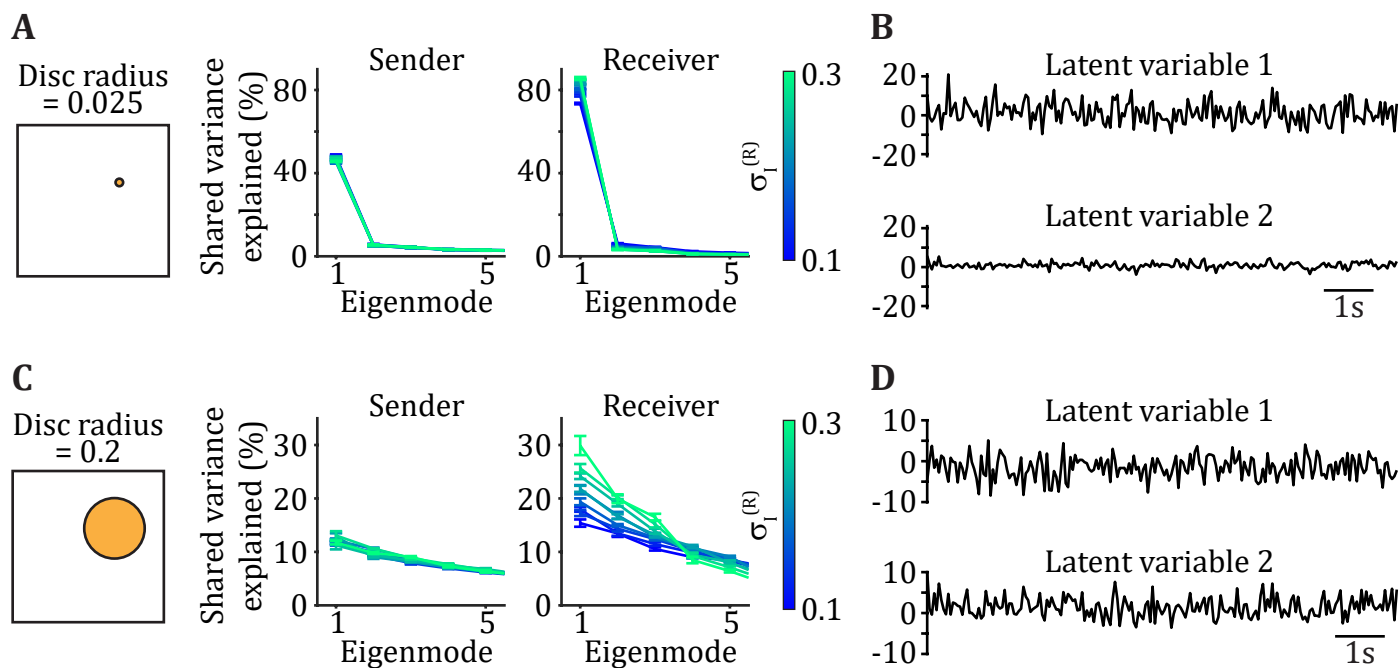 A
Disc radius
= 0.025
Shared variance
explained (%)
Sender
80
40
0
1
5
Eigenmode
Receiver
80
40
0
1
5
Eigenmode
0.3
σI(R)
0.1
B
Latent variable 1
20
0
-20
Latent variable 2
20
0
-20
1s
C
Disc radius
= 0.2
Shared variance
explained (%)
Sender
30
20
10
0
1
5
Eigenmode
Receiver
30
20
10
0
1
5
Eigenmode
0.3
σI(R)
0.1
D
Latent variable 1
10
0
-10
Latent variable 2
10
0
-10
1s